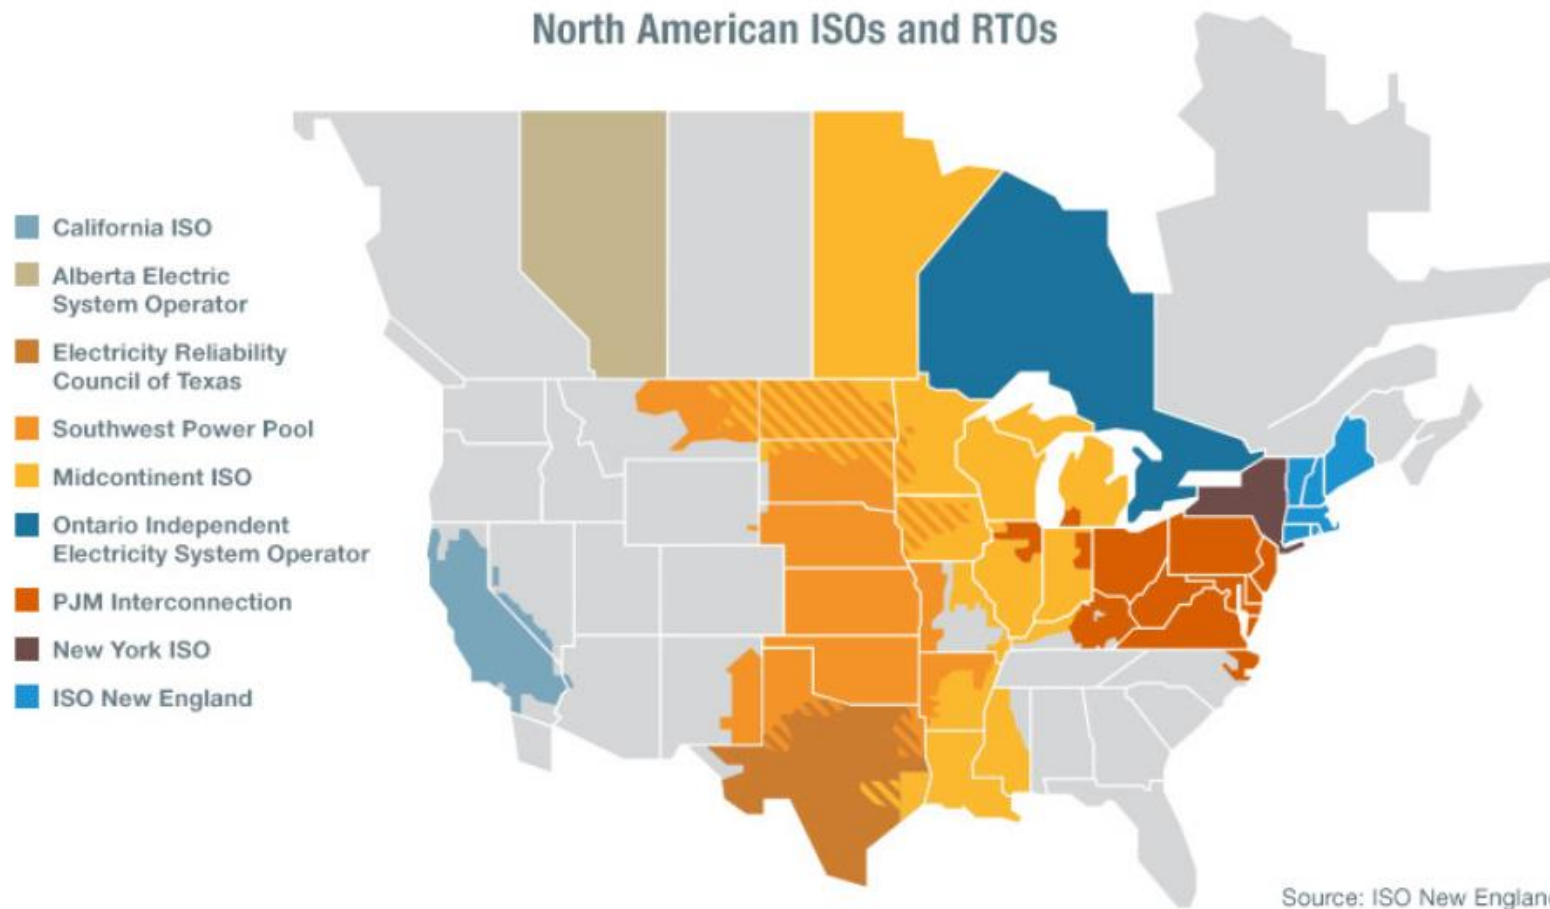 North American ISOs and RTOs
California ISO
Alberta Electric
System Operator
Electricity Reliability
Council of Texas
Southwest Power Pool
Midcontinent ISO
Ontario Independent
Electricity System Operator
PJM Interconnection
New York ISO
ISO New England
Source: ISO New England